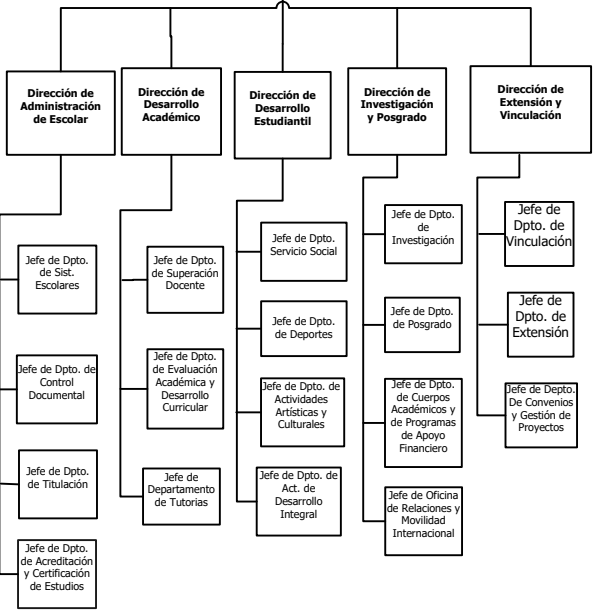 Dirección de
Administración
de Escolar
Dirección de
Desarrollo
Académico
Dirección de
Desarrollo
Estudiantil
Dirección de
Investigación
y Posgrado
Dirección de
Extensión y
Vinculación
Jefe de Dpto.
de Sist.
Escolares
Jefe de Dpto. de
Control
Documental
Jefe de Dpto.
de Titulación
Jefe de Dpto.
de Acreditación
y Certificación
de Estudios
Jefe de Dpto.
de Superación
Docente
Jefe de Dpto.
de Evaluación
Académica y
Desarrollo
Curricular
Jefe de
Departamento
de Tutorias
Jefe de Dpto.
Servicio Social
Jefe de Dpto.
de Deportes
Jefe de Dpto. de
Actividades
Artísticas y
Culturales
Jefe de Dpto. de
Act. de
Desarrollo
Integral
Jefe de Dpto.
de
Investigación
Jefe de Dpto.
de Posgrado
Jefe de Dpto.
de Cuerpos
Académicos y
de Programas
de Apoyo
Financiero
Jefe de Oficina
de Relaciones y
Movilidad
Internacional
Jefe de
Dpto. de
Vinculación
Jefe de
Dpto. de
Extensión
Jefe de Depto.
De Convenios
y Gestión de
Proyectos